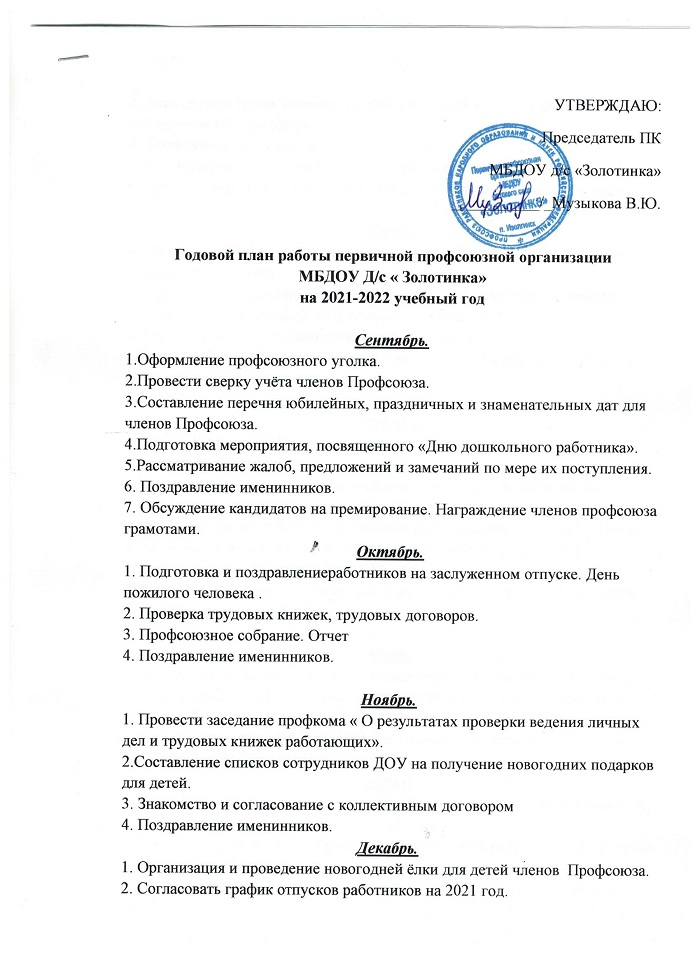 УТВЕРЖДАЮ:
Председатель ПК
МБДОУ д/с «Золотинка»
Музыкова В.Ю.
Годовой план работы первичной профсоюзной организации
МБДОУ Д/с « Золотинка»
на 2021-2022 учебный год
Сентябрь.
1.Оформление профсоюзного уголка.
2.Провести сверку учёта членов Профсоюза.
3.Составление перечня юбилейных, праздничных и знаменательных дат для
членов Профсоюза.
4.Подготовка мероприятия, посвященного «Дню дошкольного работника».
5.Рассматривание жалоб, предложений и замечаний по мере их поступления.
6. Поздравление именинников.
7. Обсуждение кандидатов на премирование. Награждение членов профсоюза
грамотами.
Октябрь.
1. Подготовка и поздравлениеработников на заслуженном отпуске. День
пожилого человека .
2. Проверка трудовых книжек, трудовых договоров.
3. Профсоюзное собрание. Отчет
4. Поздравление именинников.
Ноябрь.
1. Провести заседание профкома « О результатах проверки ведения личных
дел и трудовых книжек работающих».
2.Составление списков сотрудников ДОУ на получение новогодних подарков
для детей.
3. Знакомство и согласование с коллективным договором
4. Поздравление именинников.
Декабрь.
1. Организация и проведение новогодней ёлки для детей членов  Профсоюза.
2. Согласовать график отпусков работников на 2021 год.